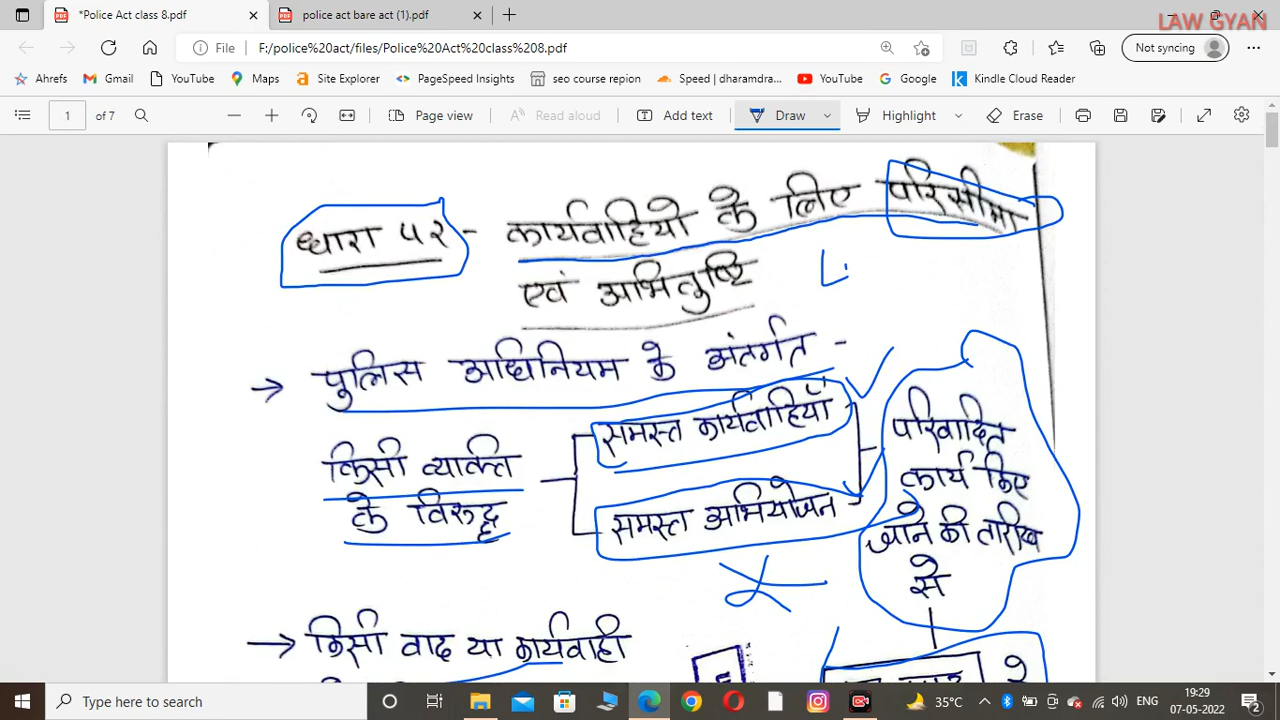 *Police Act class 8.pdf
police act bare act (1).pdf
LAW GYAN
File F:/police%20act/files/Police%20Act%20class%208.pdf
Not syncing
Ahrefs Gmail YouTube Maps Site Explorer PageSpeed Insights seo course repion Speed | dharamdra... YouTube Google Kindle Cloud Reader
1 of 7 Page view Read aloud Add text Draw Highlight Erase
धारा ५२ - कार्यवाहियो के लिए परिसीमा
एवं अभितुष्टि
→ पुलिस अधिनियम के अंतर्गत -
किसी व्यक्ति के विरुद्ध
समस्त कार्यवाहियाँ
समस्त अभियोजन
परिवादित
कार्य किए
जाने की तारीख
से
→ किसी वाद या कार्यवाही
Type here to search
35°C ENG 19:29
07-05-2022
2